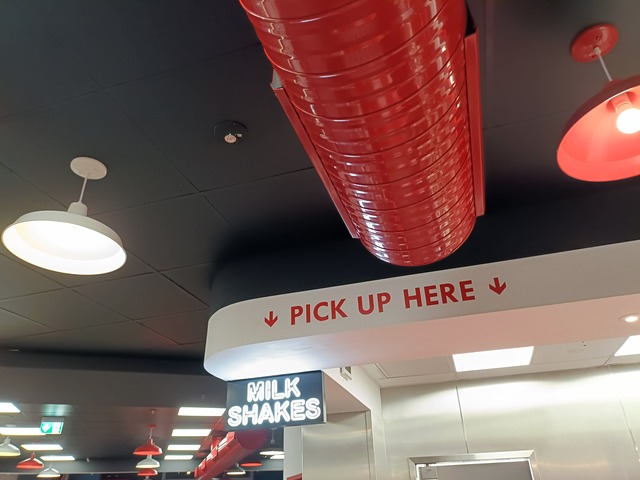 ↓ PICK UP HERE ↓
MILK
SHAKES